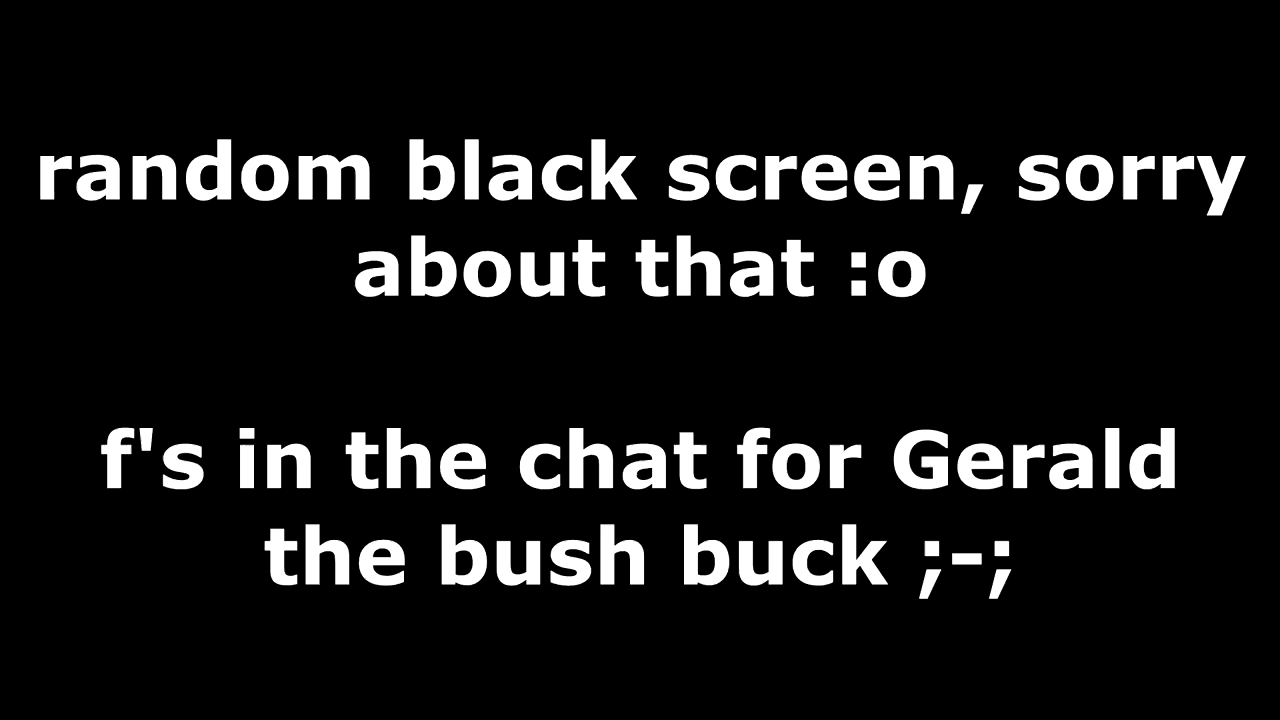 random black screen, sorry
about that :o
f's in the chat for Gerald
the bush buck ;-;